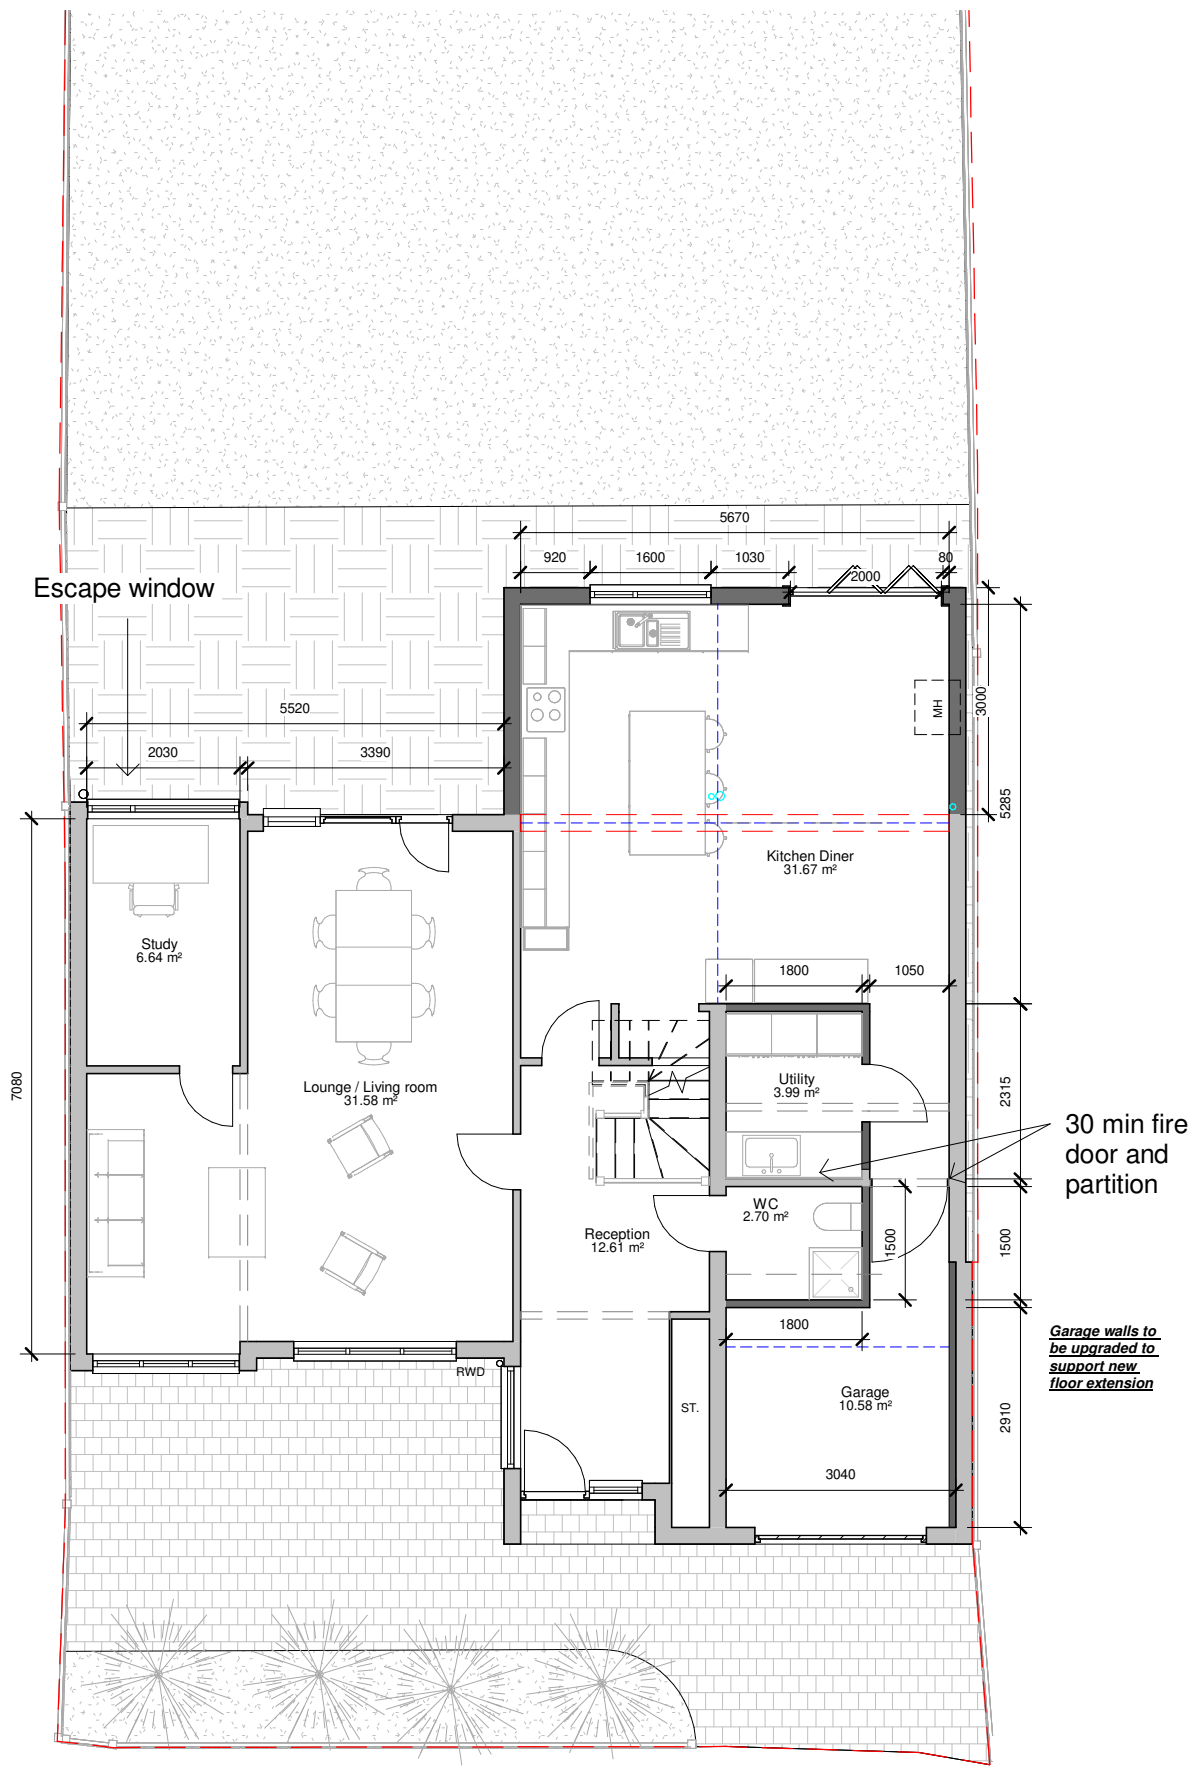 5670
920
1600
1030
80
2000
Escape window
3000
MH
5520
2030
3390
5285
Kitchen Diner
31.67 m²
Study
6.64 m²
1800
1050
7080
Lounge / Living room
31.58 m²
Utility
3.99 m²
2315
30 min fire
door and
partition
WC
2.70 m²
Reception
12.61 m²
1500
1500
1800
Garage walls to
be upgraded to
support new
floor extension
RWD
ST.
Garage
10.58 m²
2910
3040